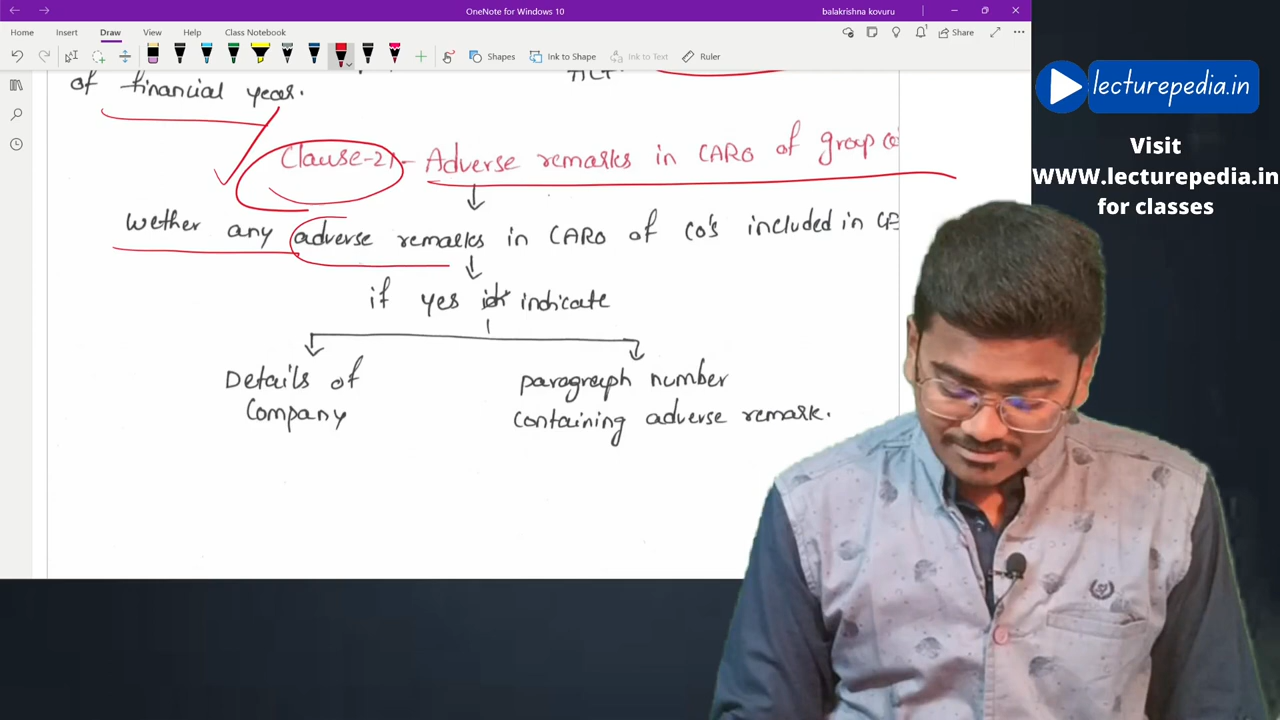 OneNote for Windows 10
balakrishna kovuru
Home Insert Draw View Help Class Notebook
Share
Shapes Ink to Shape Ink to Text Ruler
of financial year.
Clause-21- Adverse remarks in CARO of group co
Wether any adverse remarks in CARO of co's included in CF
if yes indicate
Details of
Company
paragraph number
containing adverse remark.
lecturepedia.in
Visit
WWW.lecturepedia.in
for classes